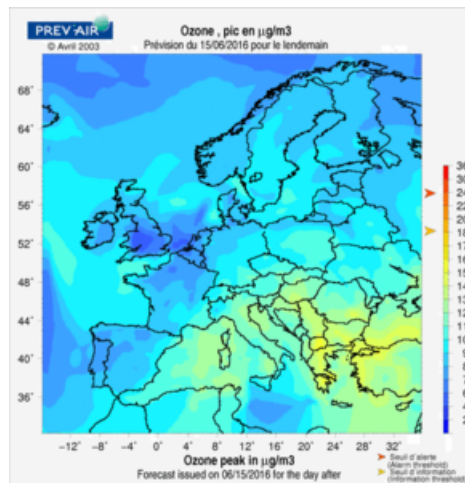 PREV'AIR
© Avril 2003
Ozone , pic en µg/m3
Prévision du 15/06/2016 pour le lendemain
68°
64°
60°
56°
52°
48°
44°
40°
36°
-12° -8° -4° 0° 4° 8° 12° 16° 20° 24° 28° 32°
Ozone peak in µg/m3
Forecast issued on 06/15/2016 for the day after
Seuil d'alerte
(Alarm threshold)
Seuil d'information
(Information threshold)